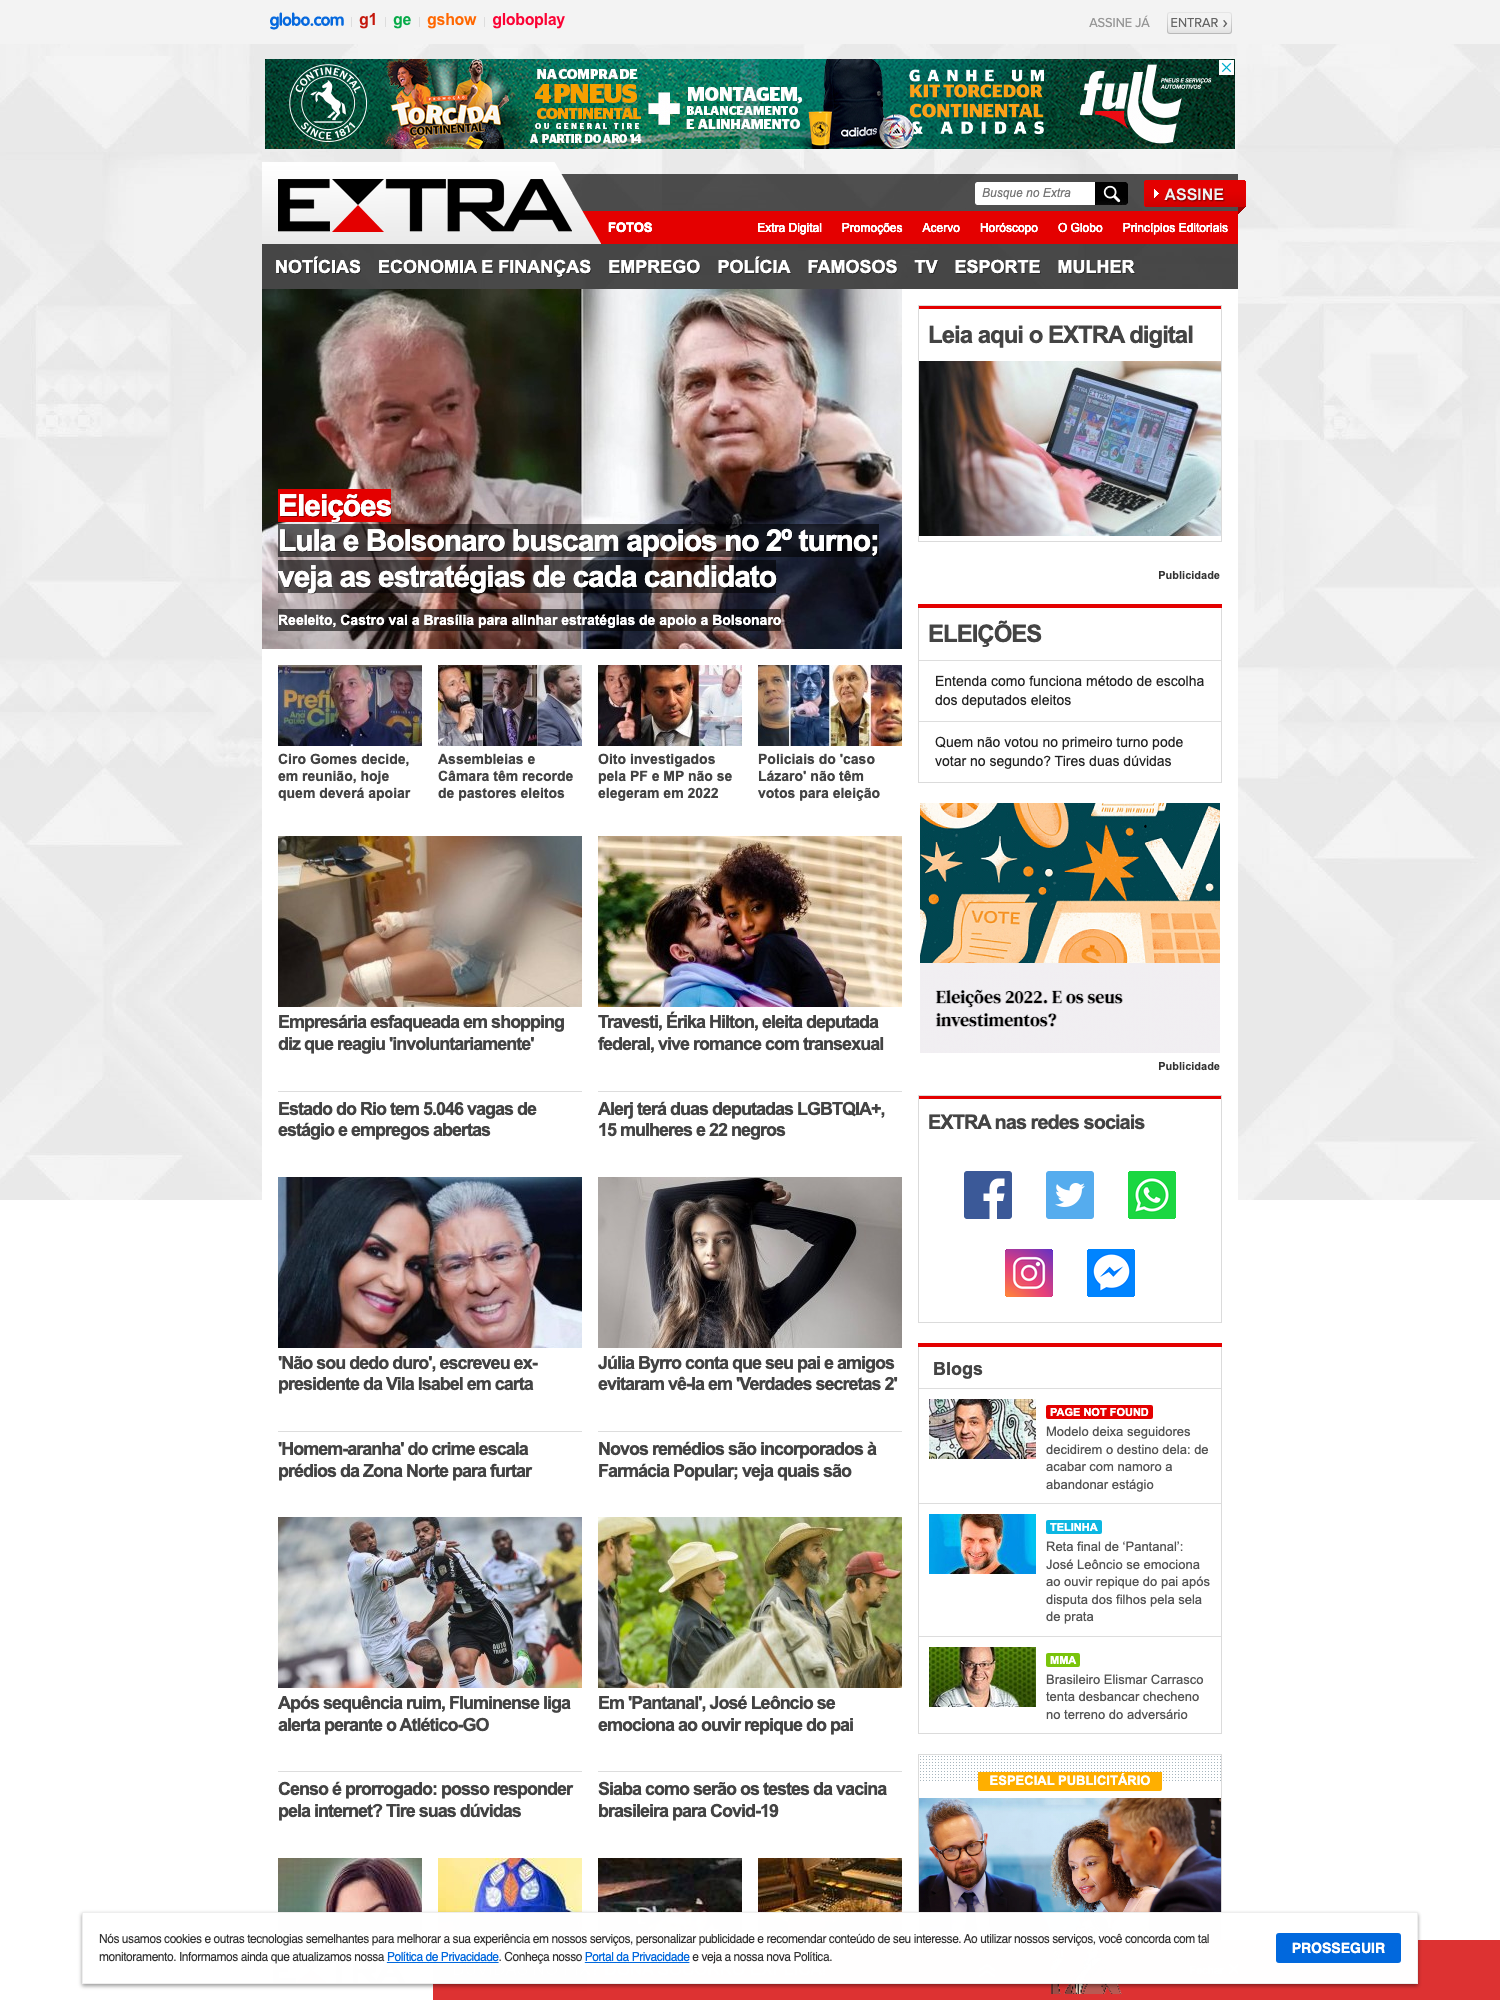 globo.com g1 ge gshow globoplay
ASSINE JÁ ENTRAR ›
CONTINENTAL
SINCE 1871
TORCIDA
CONTINENTAL
NA COMPRA DE
4 PNEUS
CONTINENTAL
OU GENERAL TIRE
A PARTIR DO ARO 14
+
MONTAGEM,
BALANCEAMENTO
E ALINHAMENTO
adidas
GANHE UM
KIT TORCEDOR
CONTINENTAL
& ADIDAS
full
PNEUS E SERVIÇOS
AUTOMOTIVOS
EXTRA
Busque no Extra
ASSINE
FOTOS
Extra Digital Promoções Acervo Horóscopo O Globo Princípios Editoriais
NOTÍCIAS ECONOMIA E FINANÇAS EMPREGO POLÍCIA FAMOSOS TV ESPORTE MULHER
Eleições
Lula e Bolsonaro buscam apoios no 2º turno;
veja as estratégias de cada candidato
Reeleito, Castro vai a Brasília para alinhar estratégias de apoio a Bolsonaro
Ciro Gomes decide,
em reunião, hoje
quem deverá apoiar
Assembleias e
Câmara têm recorde
de pastores eleitos
Oito investigados
pela PF e MP não se
elegeram em 2022
Policiais do 'caso
Lázaro' não têm
votos para eleição
Empresária esfaqueada em shopping
diz que reagiu 'involuntariamente'
Travesti, Érika Hilton, eleita deputada
federal, vive romance com transexual
Estado do Rio tem 5.046 vagas de
estágio e empregos abertas
Alerj terá duas deputadas LGBTQIA+,
15 mulheres e 22 negros
'Não sou dedo duro', escreveu ex-
presidente da Vila Isabel em carta
Júlia Byrro conta que seu pai e amigos
evitaram vê-la em 'Verdades secretas 2'
'Homem-aranha' do crime escala
prédios da Zona Norte para furtar
Novos remédios são incorporados à
Farmácia Popular; veja quais são
Após sequência ruim, Fluminense liga
alerta perante o Atlético-GO
Em 'Pantanal', José Leôncio se
emociona ao ouvir repique do pai
Censo é prorrogado: posso responder
pela internet? Tire suas dúvidas
Siaba como serão os testes da vacina
brasileira para Covid-19
Leia aqui o EXTRA digital
Publicidade
ELEIÇÕES
Entenda como funciona método de escolha
dos deputados eleitos
Quem não votou no primeiro turno pode
votar no segundo? Tires duas dúvidas
VOTE
Eleições 2022. E os seus
investimentos?
Publicidade
EXTRA nas redes sociais
Blogs
PAGE NOT FOUND
Modelo deixa seguidores
decidirem o destino dela: de
acabar com namoro a
abandonar estágio
TELINHA
Reta final de ‘Pantanal’:
José Leôncio se emociona
ao ouvir repique do pai após
disputa dos filhos pela sela
de prata
MMA
Brasileiro Elismar Carrasco
tenta desbancar checheno
no terreno do adversário
ESPECIAL PUBLICITÁRIO
Nós usamos cookies e outras tecnologias semelhantes para melhorar a sua experiência em nossos serviços, personalizar publicidade e recomendar conteúdo de seu interesse. Ao utilizar nossos serviços, você concorda com tal
monitoramento. Informamos ainda que atualizamos nossa Política de Privacidade. Conheça nosso Portal da Privacidade e veja a nossa nova Política.
PROSSEGUIR